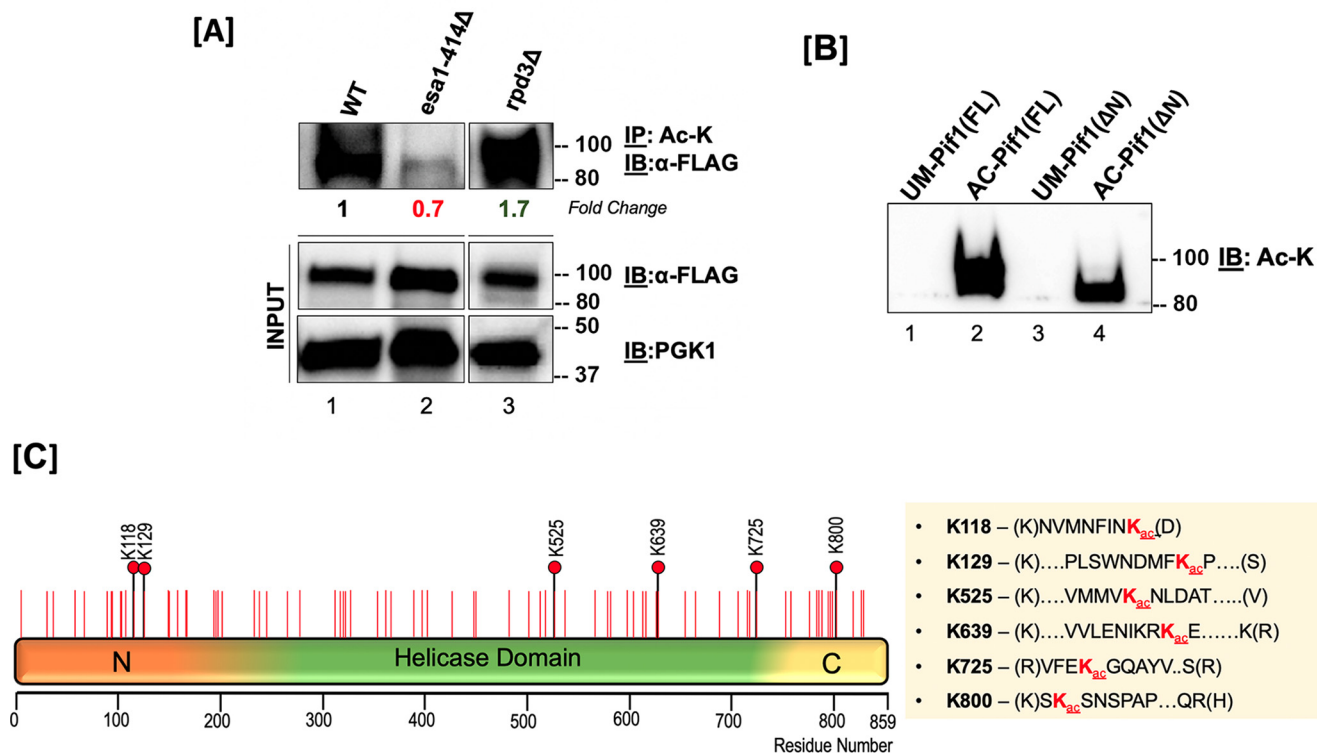 [A]
WT
esa1-414Δ
rpd3Δ
-- 100
-- 80
IP: Ac-K
IB:α-FLAG
1 0.7 1.7 Fold Change
INPUT
-- 100
-- 80
IB:α-FLAG
-- 50
-- 37
IB:PGK1
1 2 3
[B]
UM-Pif1(FL)
AC-Pif1(FL)
UM-Pif1(ΔN)
AC-Pif1(ΔN)
-- 100
-- 80
IB: Ac-K
1 2 3 4
[C]
K118
K129
K525
K639
K725
K800
N Helicase Domain C
0 100 200 300 400 500 600 700 800 859
Residue Number
• K118 – (K)NVMNFINKac(D)
• K129 – (K)....PLSWNDMFKacP....(S)
• K525 – (K)....VMMVKacNLDAT.....(V)
• K639 – (K)....VVLENIKRKacE......K(R)
• K725 – (R)VFEKacGQAYV..S(R)
• K800 – (K)SKacSNSPAP...QR(H)